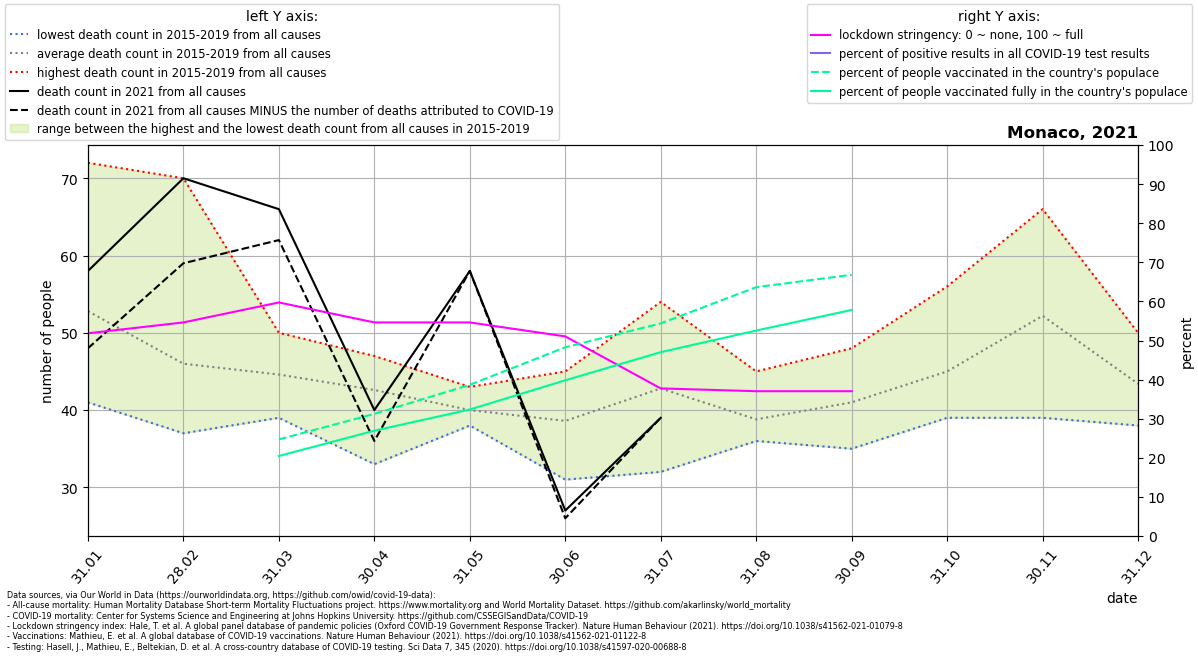 left Y axis:
lowest death count in 2015-2019 from all causes
average death count in 2015-2019 from all causes
highest death count in 2015-2019 from all causes
death count in 2021 from all causes
death count in 2021 from all causes MINUS the number of deaths attributed to COVID-19
range between the highest and the lowest death count from all causes in 2015-2019
right Y axis:
lockdown stringency: 0 ~ none, 100 ~ full
percent of positive results in all COVID-19 test results
percent of people vaccinated in the country's populace
percent of people vaccinated fully in the country's populace
Monaco, 2021
number of people
70
60
50
40
30
100
90
80
70
60
50
40
30
20
10
0
percent
31.01
28.02
31.03
30.04
31.05
30.06
31.07
31.08
30.09
31.10
30.11
31.12
date
Data sources, via Our World in Data (https://ourworldindata.org, https://github.com/owid/covid-19-data):
- All-cause mortality: Human Mortality Database Short-term Mortality Fluctuations project. https://www.mortality.org and World Mortality Dataset. https://github.com/akarlinsky/world_mortality
- COVID-19 mortality: Center for Systems Science and Engineering at Johns Hopkins University. https://github.com/CSSEGISandData/COVID-19
- Lockdown stringency index: Hale, T. et al. A global panel database of pandemic policies (Oxford COVID-19 Government Response Tracker). Nature Human Behaviour (2021). https://doi.org/10.1038/s41562-021-01079-8
- Vaccinations: Mathieu, E. et al. A global database of COVID-19 vaccinations. Nature Human Behaviour (2021). https://doi.org/10.1038/s41562-021-01122-8
- Testing: Hasell, J., Mathieu, E., Beltekian, D. et al. A cross-country database of COVID-19 testing. Sci Data 7, 345 (2020). https://doi.org/10.1038/s41597-020-00688-8